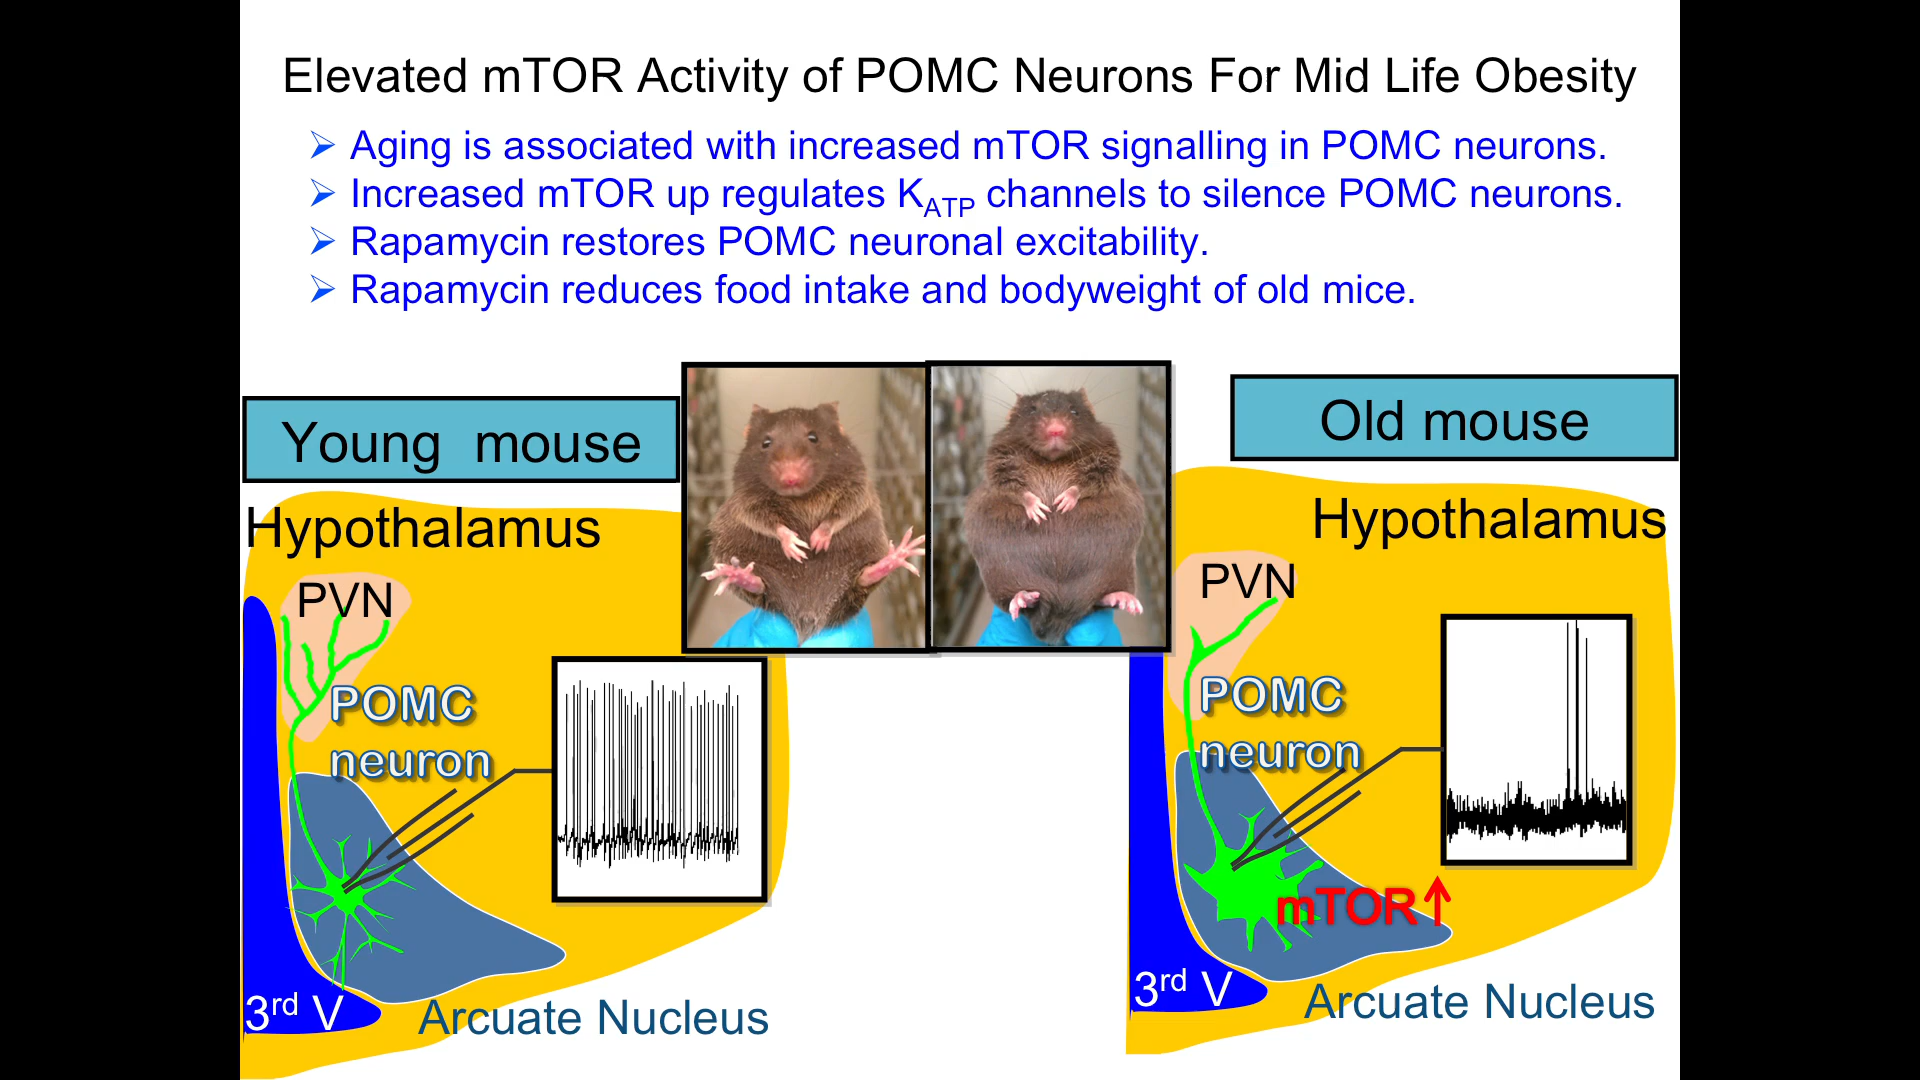 Elevated mTOR Activity of POMC Neurons For Mid Life Obesity
Aging is associated with increased mTOR signalling in POMC neurons.
Increased mTOR up regulates KATP channels to silence POMC neurons.
Rapamycin restores POMC neuronal excitability.
Rapamycin reduces food intake and bodyweight of old mice.
Young mouse
Hypothalamus
PVN
POMC
neuron
3rd V
Arcuate Nucleus
Old mouse
Hypothalamus
PVN
POMC
neuron
mTOR↑
3rd V
Arcuate Nucleus